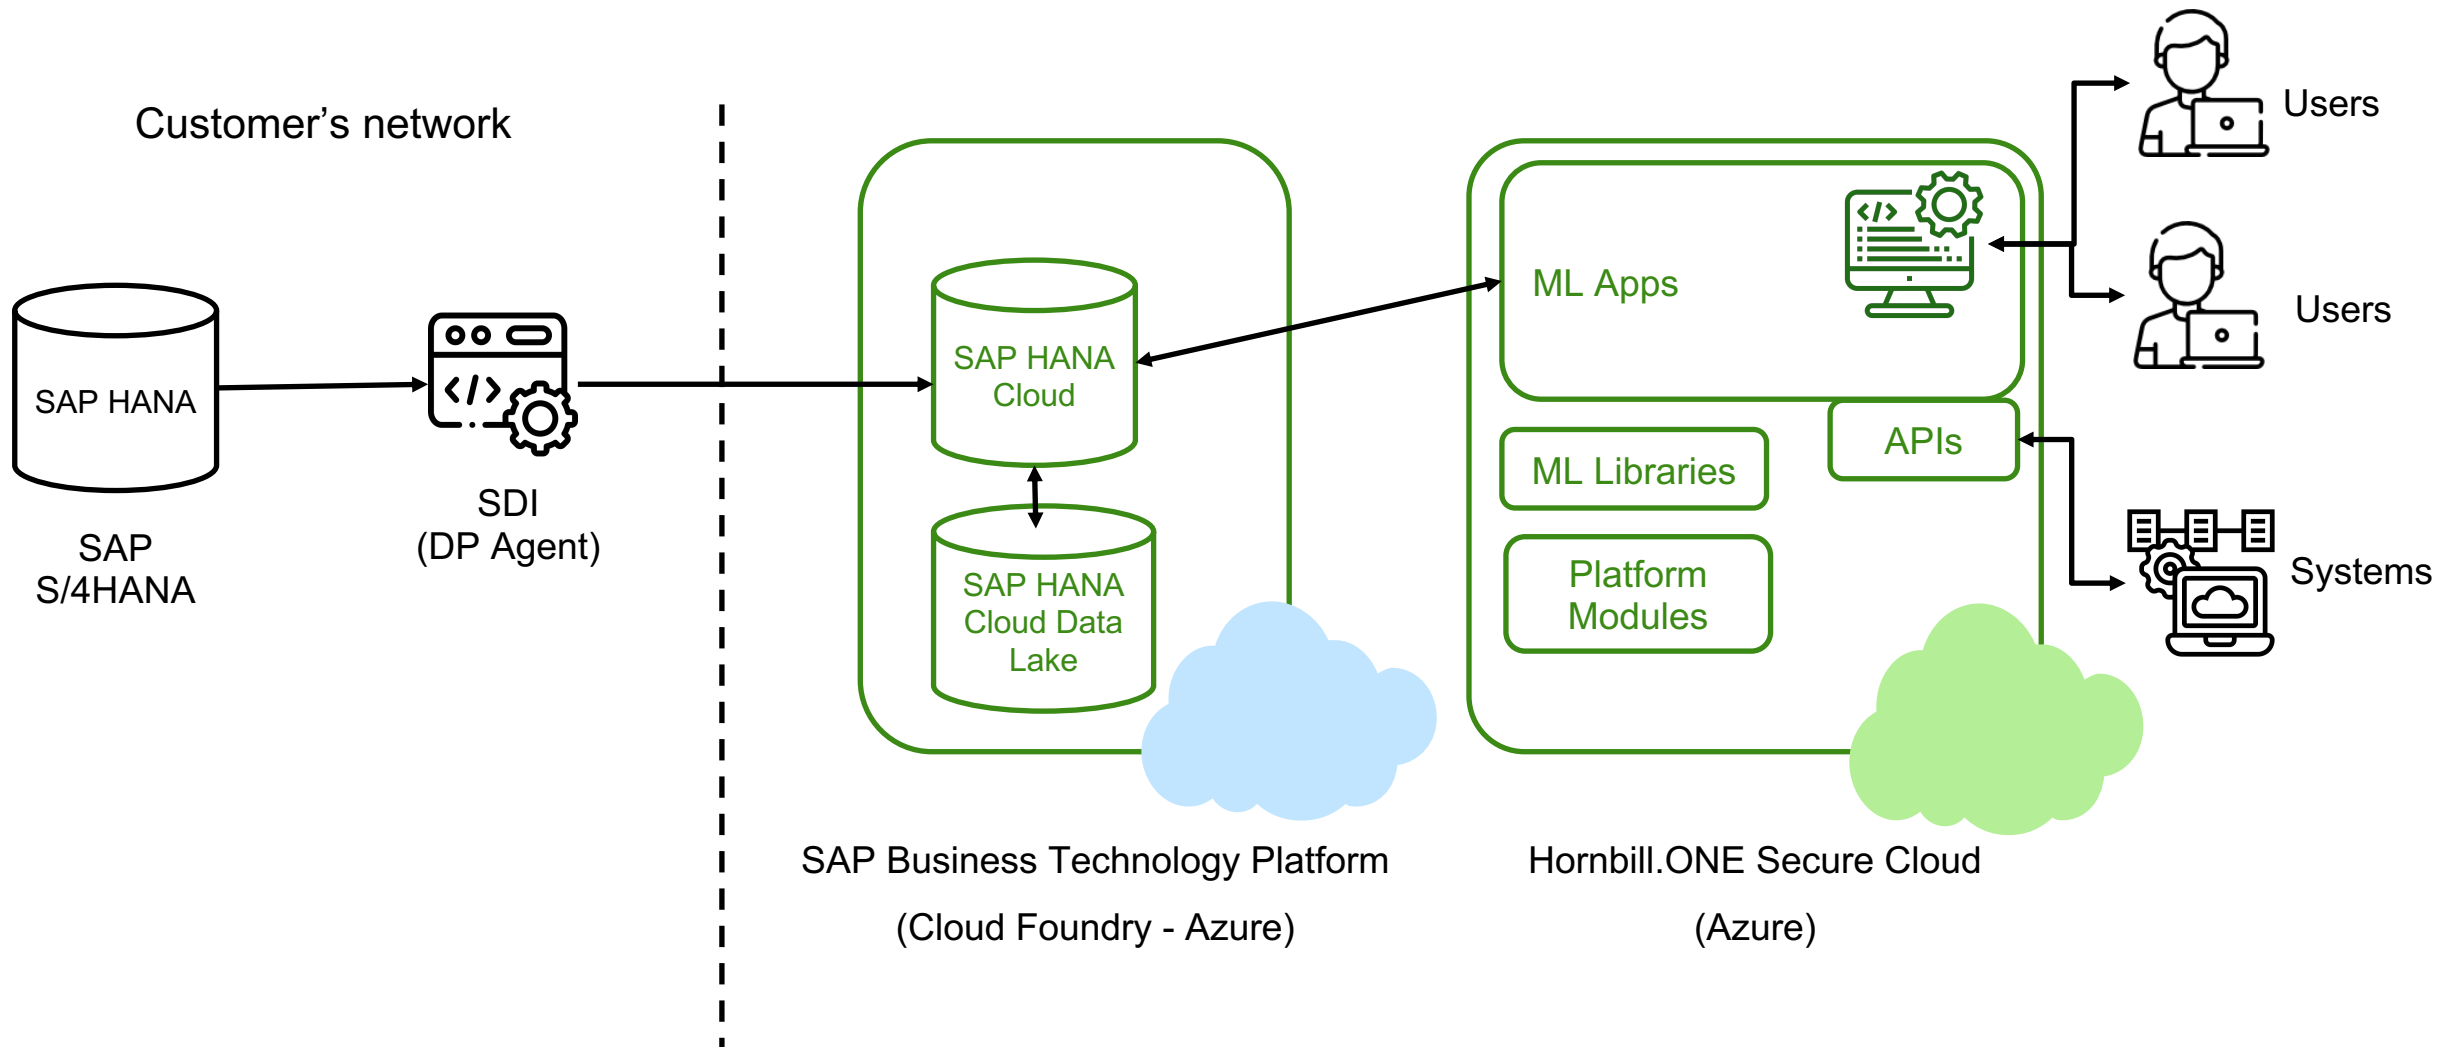 Customer’s network
SAP HANA
SAP
S/4HANA
SDI
(DP Agent)
SAP HANA
Cloud
SAP HANA
Cloud Data
Lake
SAP Business Technology Platform
(Cloud Foundry - Azure)
ML Apps
APIs
ML Libraries
Platform
Modules
Hornbill.ONE Secure Cloud
(Azure)
Users
Users
Systems